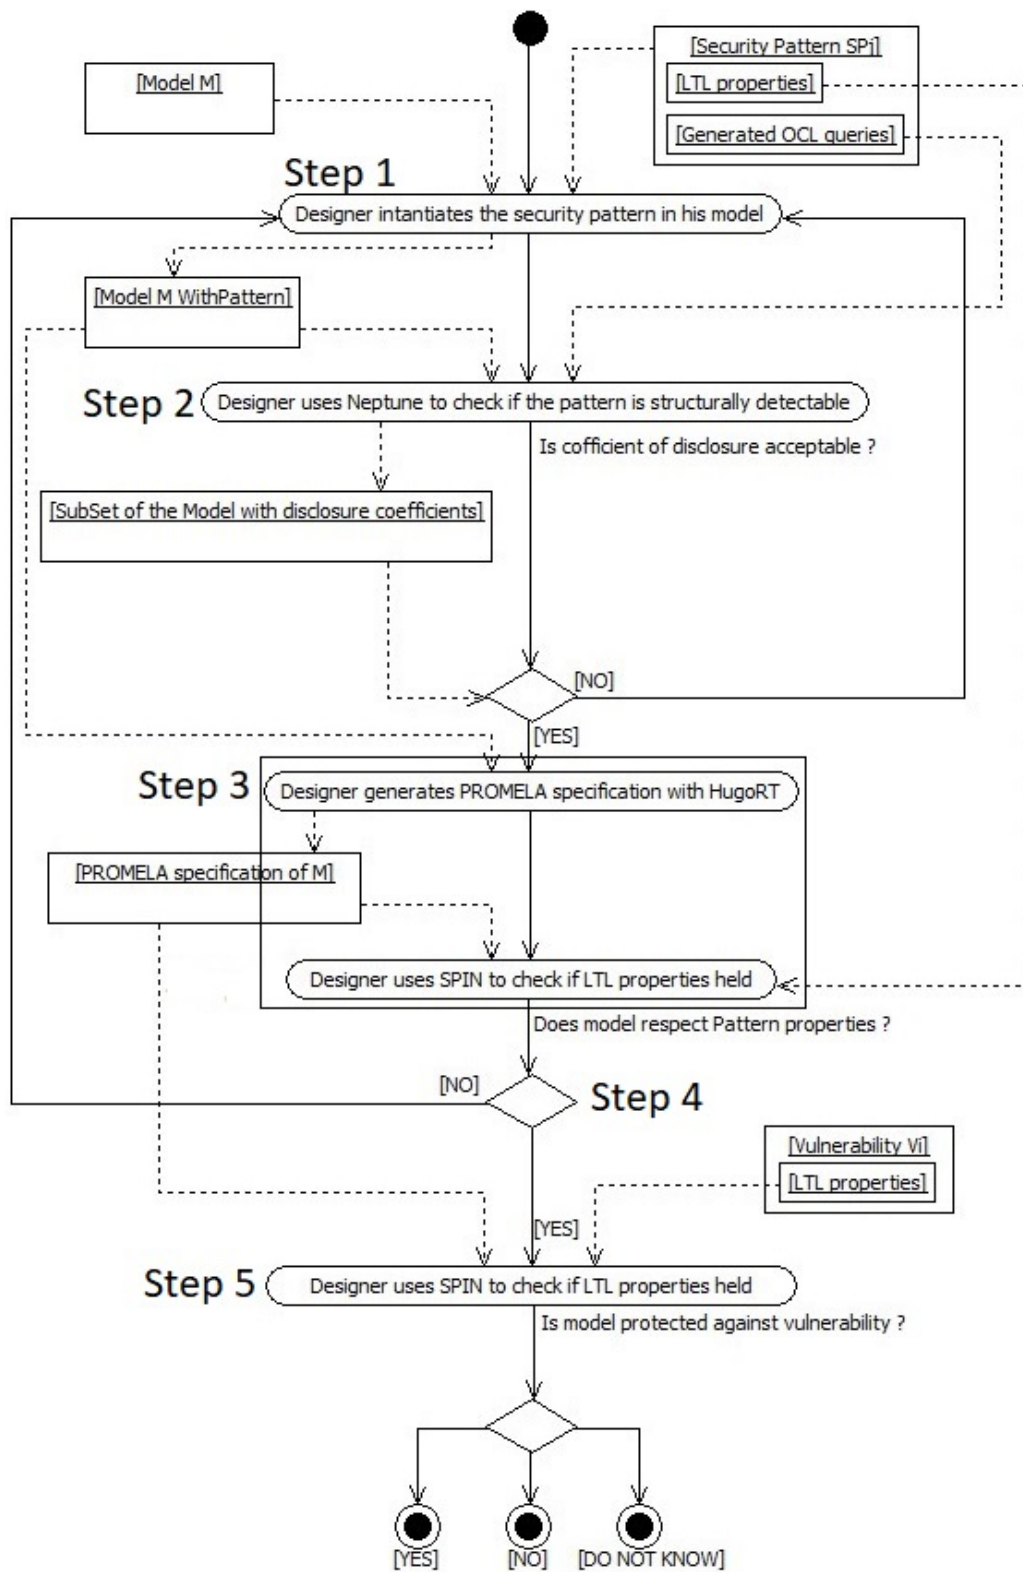 [Security Pattern SPj]
[Model M]
[LTL properties]
[Generated OCL queries]
Step 1
Designer intantiates the security pattern in his model
[Model M WithPattern]
Step 2
Designer uses Neptune to check if the pattern is structurally detectable
Is cofficient of disclosure acceptable ?
[SubSet of the Model with disclosure coefficients]
[NO]
[YES]
Step 3
Designer generates PROMELA specification with HugoRT
[PROMELA specification of M]
Designer uses SPIN to check if LTL properties held
Does model respect Pattern properties ?
[NO]
Step 4
[Vulnerability Vi]
[LTL properties]
[YES]
Step 5
Designer uses SPIN to check if LTL properties held
Is model protected against vulnerability ?
[YES]
[NO]
[DO NOT KNOW]